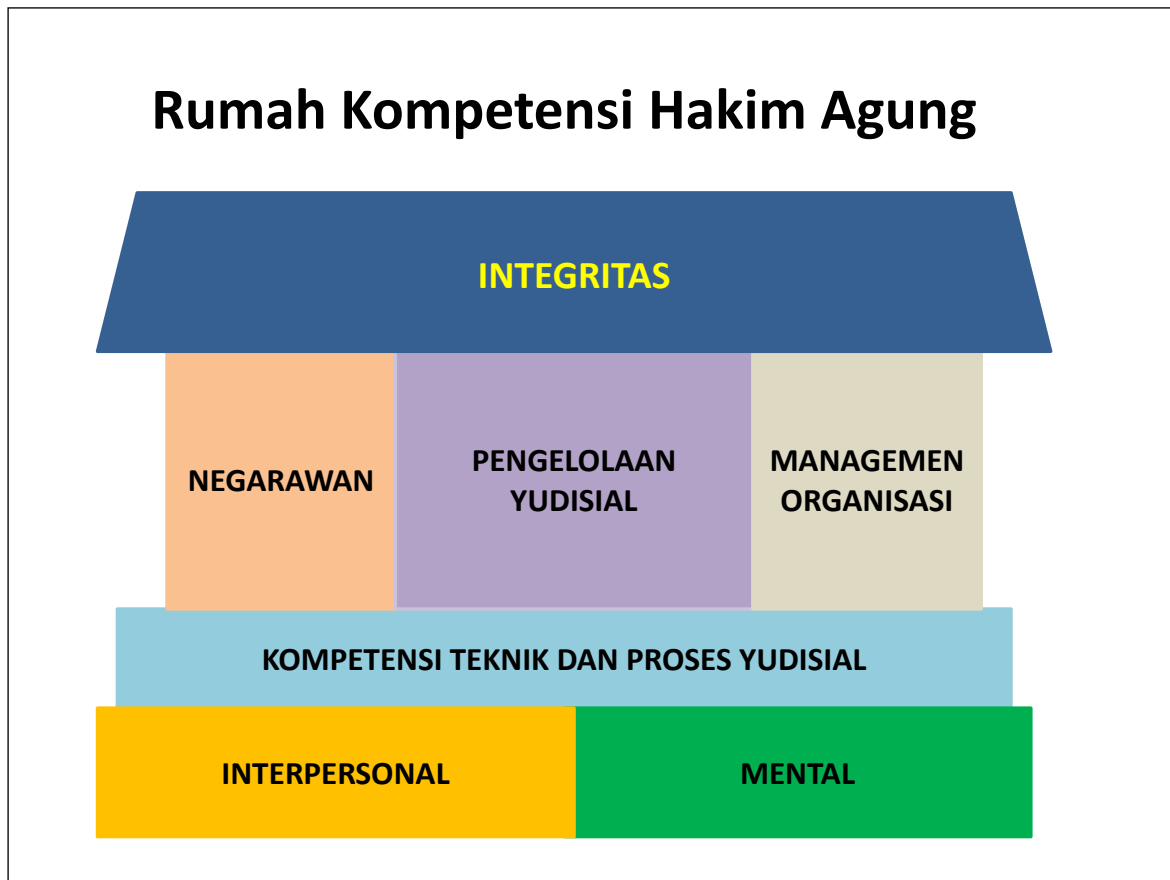 Rumah Kompetensi Hakim Agung
INTEGRITAS
NEGARAWAN
PENGELOLAAN
YUDISIAL
MANAGEMEN
ORGANISASI
KOMPETENSI TEKNIK DAN PROSES YUDISIAL
INTERPERSONAL
MENTAL